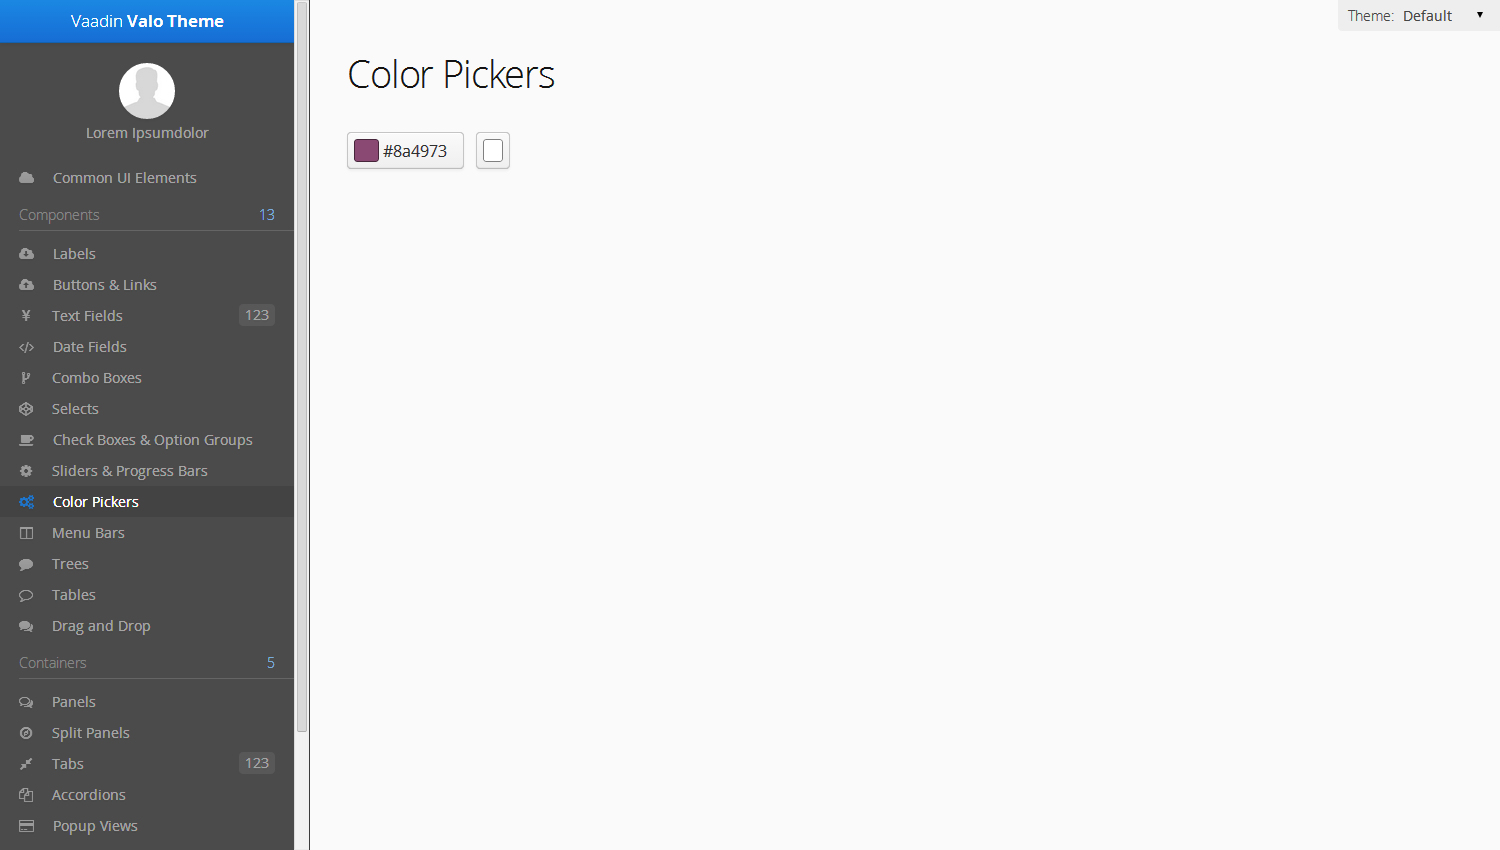 Vaadin Valo Theme
Lorem Ipsumdolor
Common UI Elements
Components 13
Labels
Buttons & Links
Text Fields 123
Date Fields
Combo Boxes
Selects
Check Boxes & Option Groups
Sliders & Progress Bars
Color Pickers
Menu Bars
Trees
Tables
Drag and Drop
Containers 5
Panels
Split Panels
Tabs 123
Accordions
Popup Views
Theme: Default
Color Pickers
#8a4973